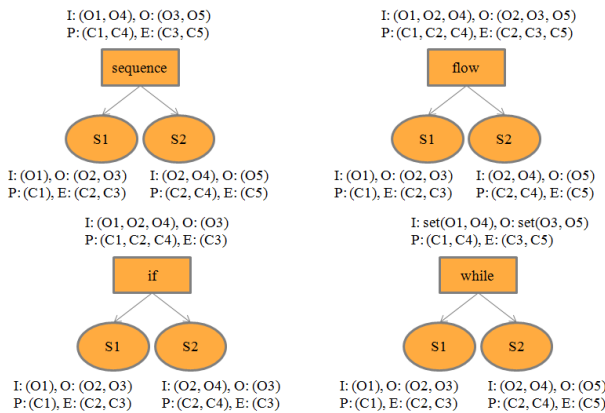 I: (O1, O4), O: (O3, O5)
P: (C1, C4), E: (C3, C5)
sequence
S1
S2
I: (O1), O: (O2, O3)
P: (C1), E: (C2, C3)
I: (O2, O4), O: (O5)
P: (C2, C4), E: (C5)
I: (O1, O2, O4), O: (O2, O3, O5)
P: (C1, C2, C4), E: (C2, C3, C5)
flow
S1
S2
I: (O1), O: (O2, O3)
P: (C1), E: (C2, C3)
I: (O2, O4), O: (O5)
P: (C2, C4), E: (C5)
I: (O1, O2, O4), O: (O3)
P: (C1, C2, C4), E: (C3)
if
S1
S2
I: (O1), O: (O2, O3)
P: (C1), E: (C2, C3)
I: (O2, O4), O: (O3)
P: (C2, C4), E: (C3)
I: set(O1, O4), O: set(O3, O5)
P: (C1, C4), E: (C3, C5)
while
S1
S2
I: (O1), O: (O2, O3)
P: (C1), E: (C2, C3)
I: (O2, O4), O: (O5)
P: (C2, C4), E: (C5)